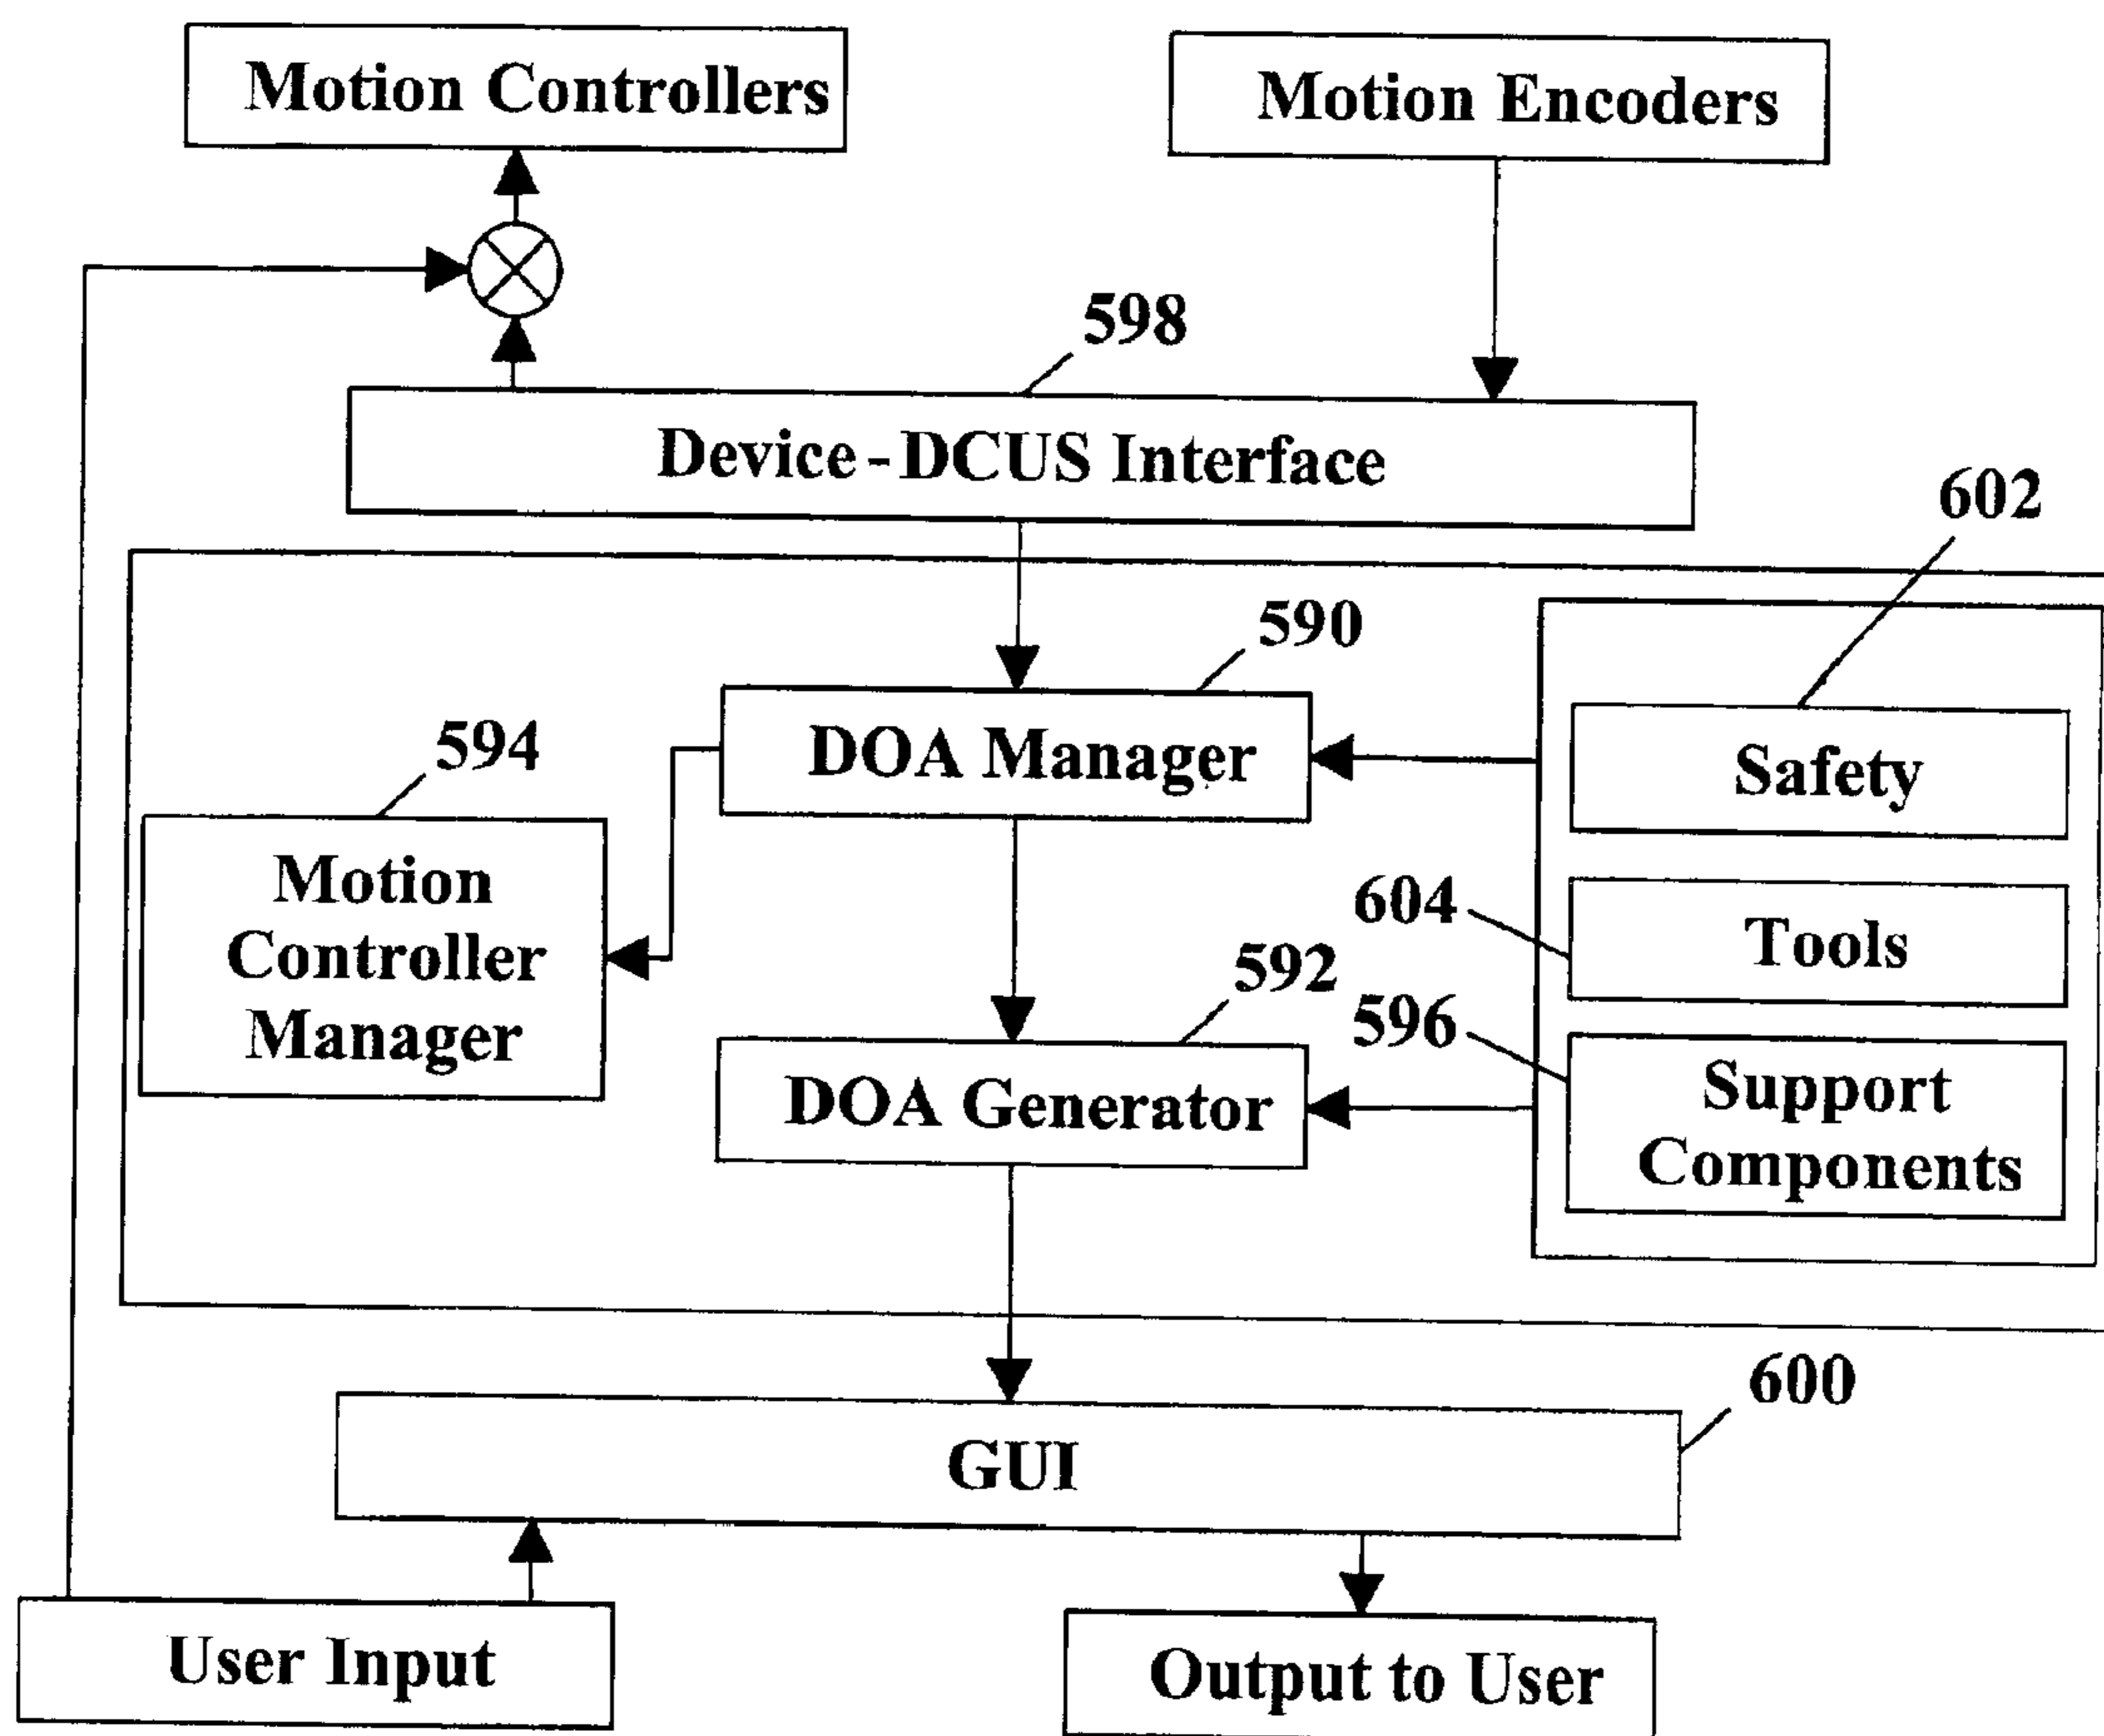 Motion Controllers
Motion Encoders
598
Device-DCUS Interface
602
590
DOA Manager
594
Safety
Motion
Controller
Manager
604
Tools
592
596
DOA Generator
Support
Components
600
GUI
User Input
Output to User